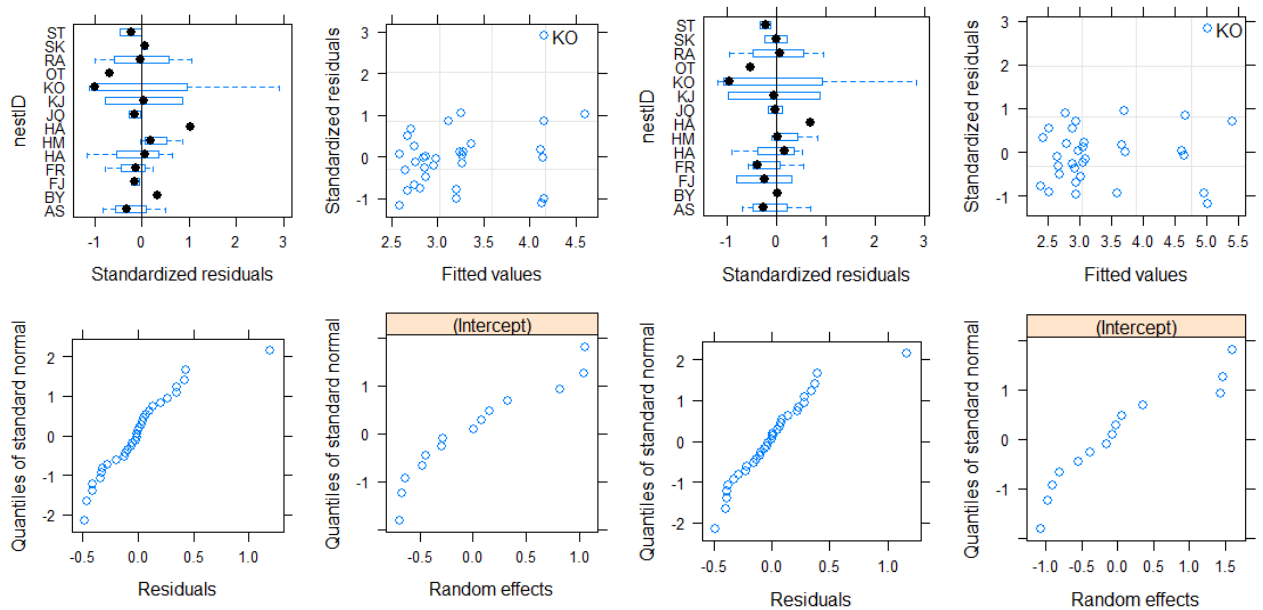 nestID
ST
SK
RA
OT
KO
KJ
JO
HA
HM
HA
FR
FJ
BY
AS
-1 0 1 2 3
Standardized residuals
Standardized residuals
3
2
1
0
-1
KO
2.5 3.0 3.5 4.0 4.5
Fitted values
nestID
ST
SK
RA
OT
KO
KJ
JO
HA
HM
HA
FR
FJ
BY
AS
-1 0 1 2 3
Standardized residuals
Standardized residuals
3
2
1
0
-1
KO
2.5 3.0 3.5 4.0 4.5 5.0 5.5
Fitted values
Quantiles of standard normal
2
1
0
-1
-2
-0.5 0.0 0.5 1.0
Residuals
(Intercept)
Quantiles of standard normal
1
0
-1
-0.5 0.0 0.5 1.0
Random effects
Quantiles of standard normal
2
1
0
-1
-2
-0.5 0.0 0.5 1.0
Residuals
(Intercept)
Quantiles of standard normal
1
0
-1
-1.0 -0.5 0.0 0.5 1.0 1.5
Random effects